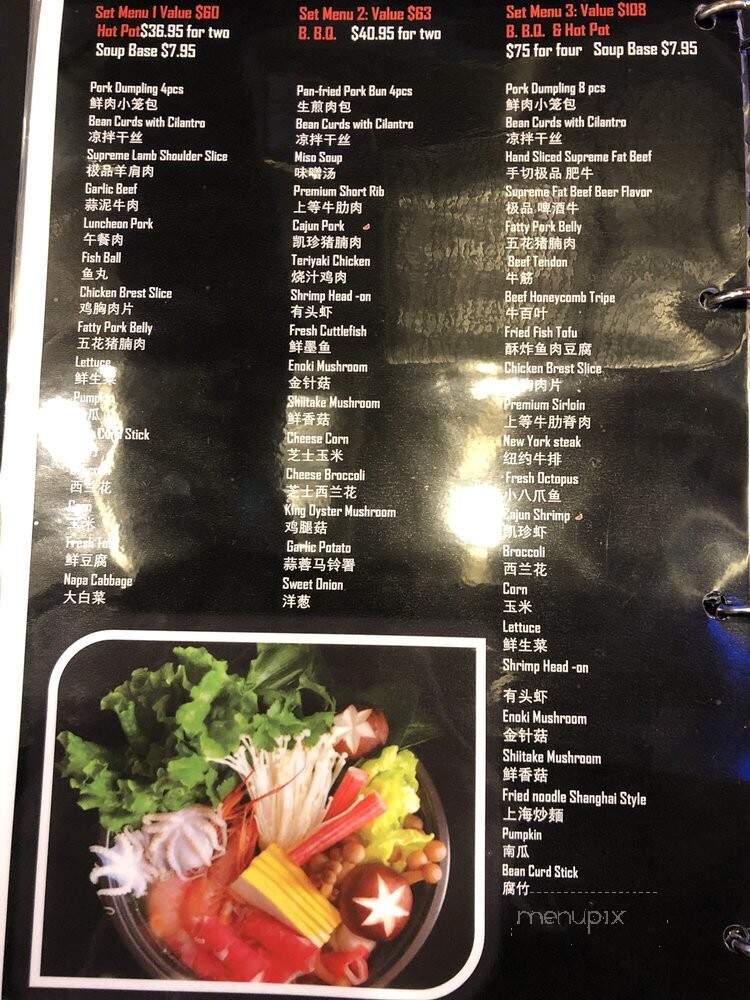 Set Menu 1 Value $60
Hot Pot$36.95 for two
Soup Base $7.95
Pork Dumpling 4pcs
鲜肉小笼包
Bean Curds with Cilantro
凉拌干丝
Supreme Lamb Shoulder Slice
极品羊肩肉
Garlic Beef
蒜泥牛肉
Luncheon Pork
午餐肉
Fish Ball
鱼丸
Chicken Brest Slice
鸡胸肉片
Fatty Pork Belly
五花猪腩肉
Lettuce
鲜生菜
Pumpkin
瓜
Curd Stick
西兰花
Corn
玉米
Fresh Tofu
鲜豆腐
Napa Cabbage
大白菜
Set Menu 2: Value $63
B. B.Q. $40.95 for two
Pan-fried Pork Bun 4pcs
生煎肉包
Bean Curds with Cilantro
凉拌干丝
Miso Soup
味噌汤
Premium Short Rib
上等牛肋肉
Cajun Pork
凯珍猪腩肉
Teriyaki Chicken
烧汁鸡肉
Shrimp Head -on
有头虾
Fresh Cuttlefish
鲜墨鱼
Enoki Mushroom
金针菇
Shiitake Mushroom
鲜香菇
Cheese Corn
芝士玉米
Cheese Broccoli
芝士西兰花
King Oyster Mushroom
鸡腿菇
Garlic Potato
蒜蓉马铃署
Sweet Onion
洋葱
Set Menu 3: Value $108
B. B.Q. & Hot Pot
$75 for four Soup Base $7.95
Pork Dumpling 8 pcs
鲜肉小笼包
Bean Curds with Cilantro
凉拌干丝
Hand Sliced Supreme Fat Beef
手切极品 肥牛
Supreme Fat Beef Beer Flavor
极品 啤酒牛
Fatty Pork Belly
五花猪腩肉
Beef Tendon
牛筋
Beef Honeycomb Tripe
牛百叶
Fried Fish Tofu
酥炸鱼肉豆腐
Chicken Brest Slice
胸肉片
Premium Sirloin
上等牛肋脊肉
New York steak
纽约牛排
Fresh Octopus
小八爪鱼
Cajun Shrimp
凯珍虾
Broccoli
西兰花
Corn
玉米
Lettuce
鲜生菜
Shrimp Head -on
有头虾
Enoki Mushroom
金针菇
Shiitake Mushroom
鲜香菇
Fried noodle Shanghai Style
上海炒麵
Pumpkin
南瓜
Bean Curd Stick
腐竹
menupix